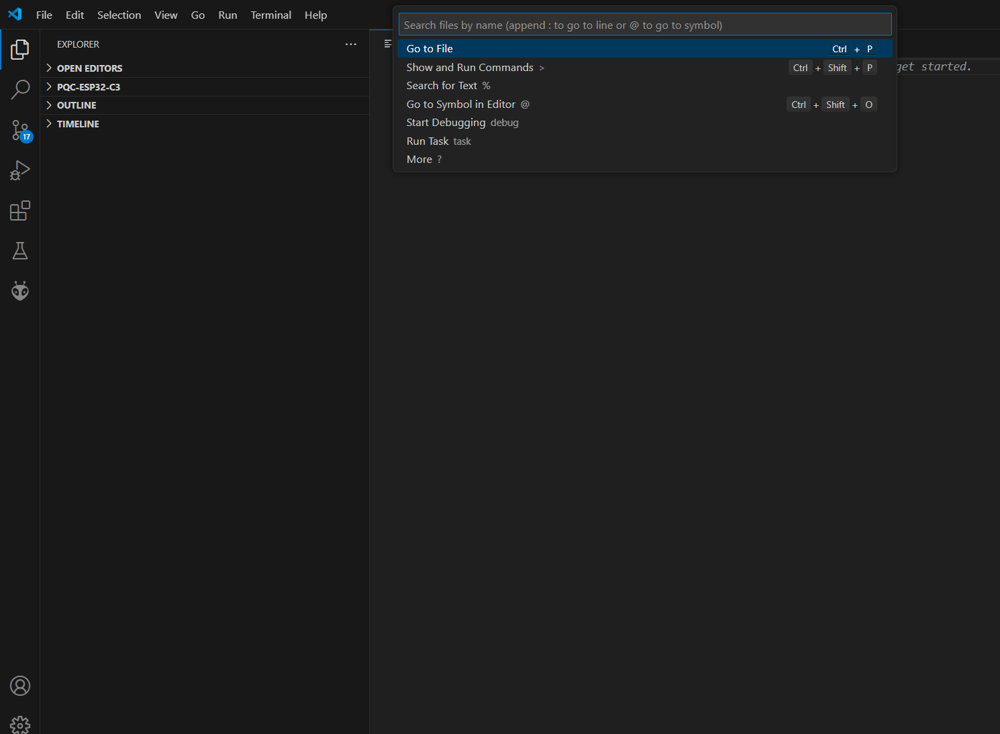 File Edit Selection View Go Run Terminal Help
Search files by name (append : to go to line or @ to go to symbol)
EXPLORER
Go to File Ctrl + P
OPEN EDITORS
Show and Run Commands > Ctrl + Shift + P
get started.
PQC-ESP32-C3
Search for Text %
OUTLINE
Go to Symbol in Editor @ Ctrl + Shift + O
TIMELINE
Start Debugging debug
17
Run Task task
More ?